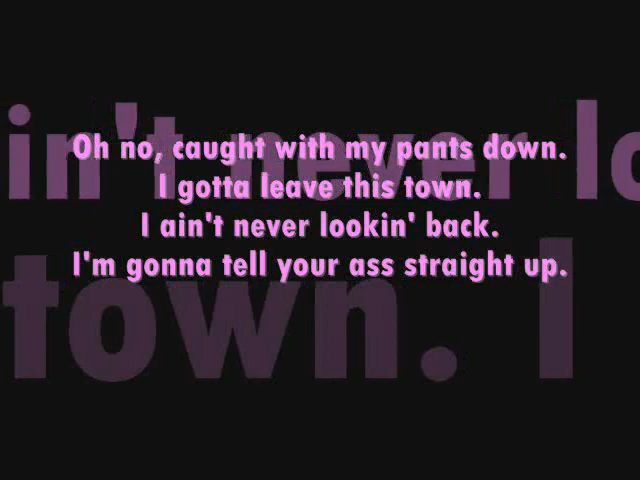 Oh no, caught with my pants down.
I gotta leave this town.
I ain't never lookin' back.
I'm gonna tell your ass straight up.
in't never lo
town. I